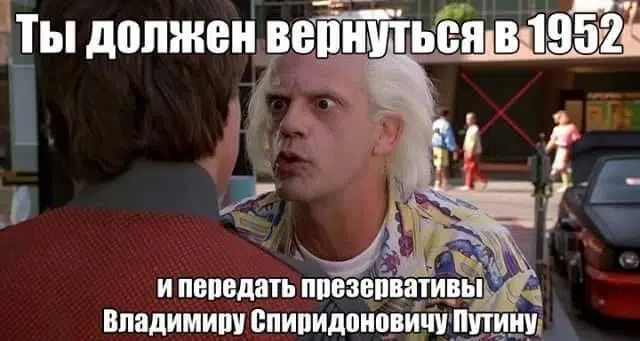 Ты должен вернуться в 1952
и передать презервативы
Владимиру Спиридоновичу Путину